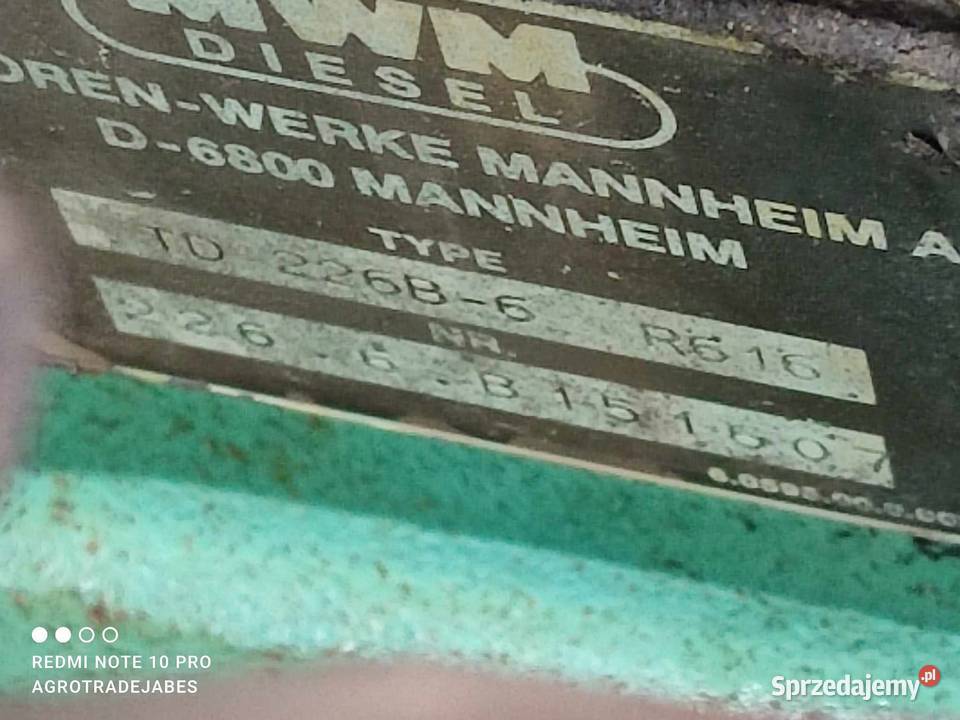 MWM
DIESEL
OREN-WERKE MANNHEIM A
D-6800 MANNHEIM
TYPE
TD 226B-6 R616
NR.
226.6.B151607
REDMI NOTE 10 PRO
AGROTRADEJABES
Sprzedajemy.pl